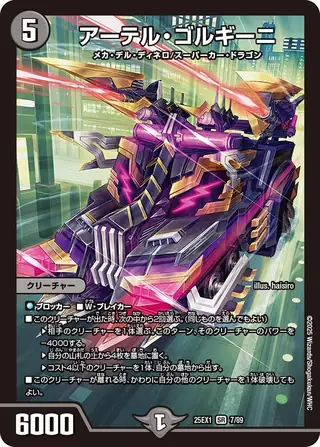 5
アーテル・ゴルギーニ
メカ・デル・ディネロ/スーパーカー・ドラゴン
クリーチャー
illus. haisiro
ブロッカー ■W・ブレイカー
■このクリーチャーが出た時、次の中から2回選ぶ。(同じものを選んでもよい)
▶相手のクリーチャーを1体選ぶ。このターン、そのクリーチャーのパワーを
-4000する。
▶自分の山札の上から4枚を墓地に置く。
▶コスト4以下のクリーチャーを1体、自分の墓地から出す。
■このクリーチャーが離れる時、かわりに自分の他のクリーチャーを1体破壊しても
よい。
©2025 Wizards/Shogakukan/WHC
6000
25EX1 SR 7/89